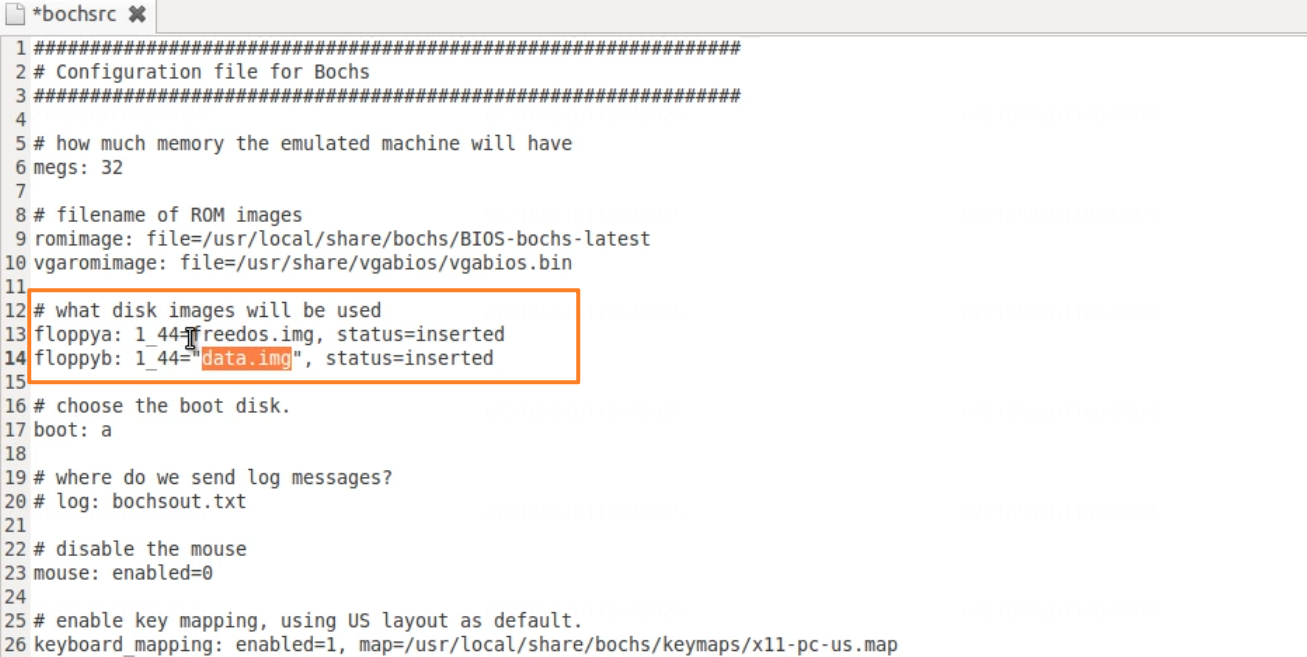 *bochsrc ✖
1 ###############################################################
2 # Configuration file for Bochs
3 ###############################################################
4
5 # how much memory the emulated machine will have
6 megs: 32
7
8 # filename of ROM images
9 romimage: file=/usr/local/share/bochs/BIOS-bochs-latest
10 vgaromimage: file=/usr/share/vgabios/vgabios.bin
11
12 # what disk images will be used
13 floppya: 1_44=freedos.img, status=inserted
14 floppyb: 1_44="data.img", status=inserted
15
16 # choose the boot disk.
17 boot: a
18
19 # where do we send log messages?
20 # log: bochsout.txt
21
22 # disable the mouse
23 mouse: enabled=0
24
25 # enable key mapping, using US layout as default.
26 keyboard_mapping: enabled=1, map=/usr/local/share/bochs/keymaps/x11-pc-us.map